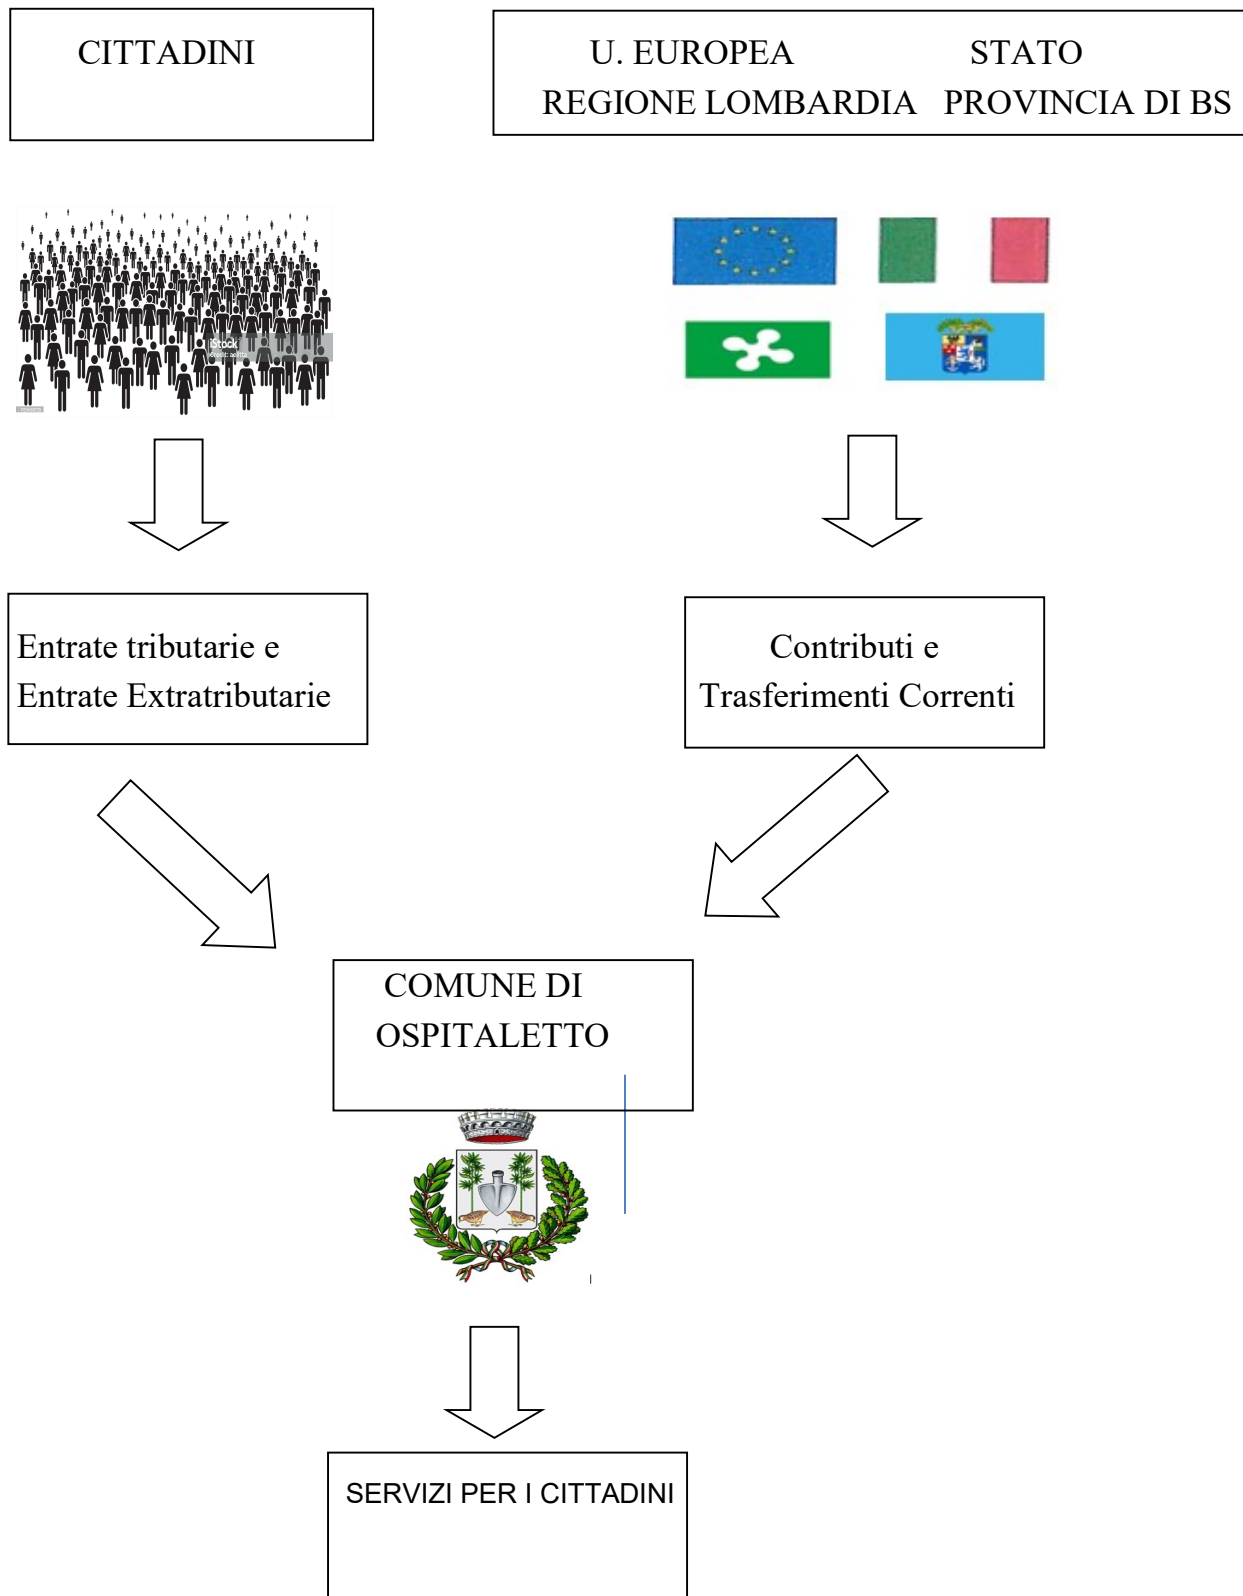 CITTADINI
U. EUROPEA STATO
REGIONE LOMBARDIA PROVINCIA DI BS
iStock
Entrate tributarie e
Entrate Extratributarie
Contributi e
Trasferimenti Correnti
COMUNE DI
OSPITALETTO
SERVIZI PER I CITTADINI